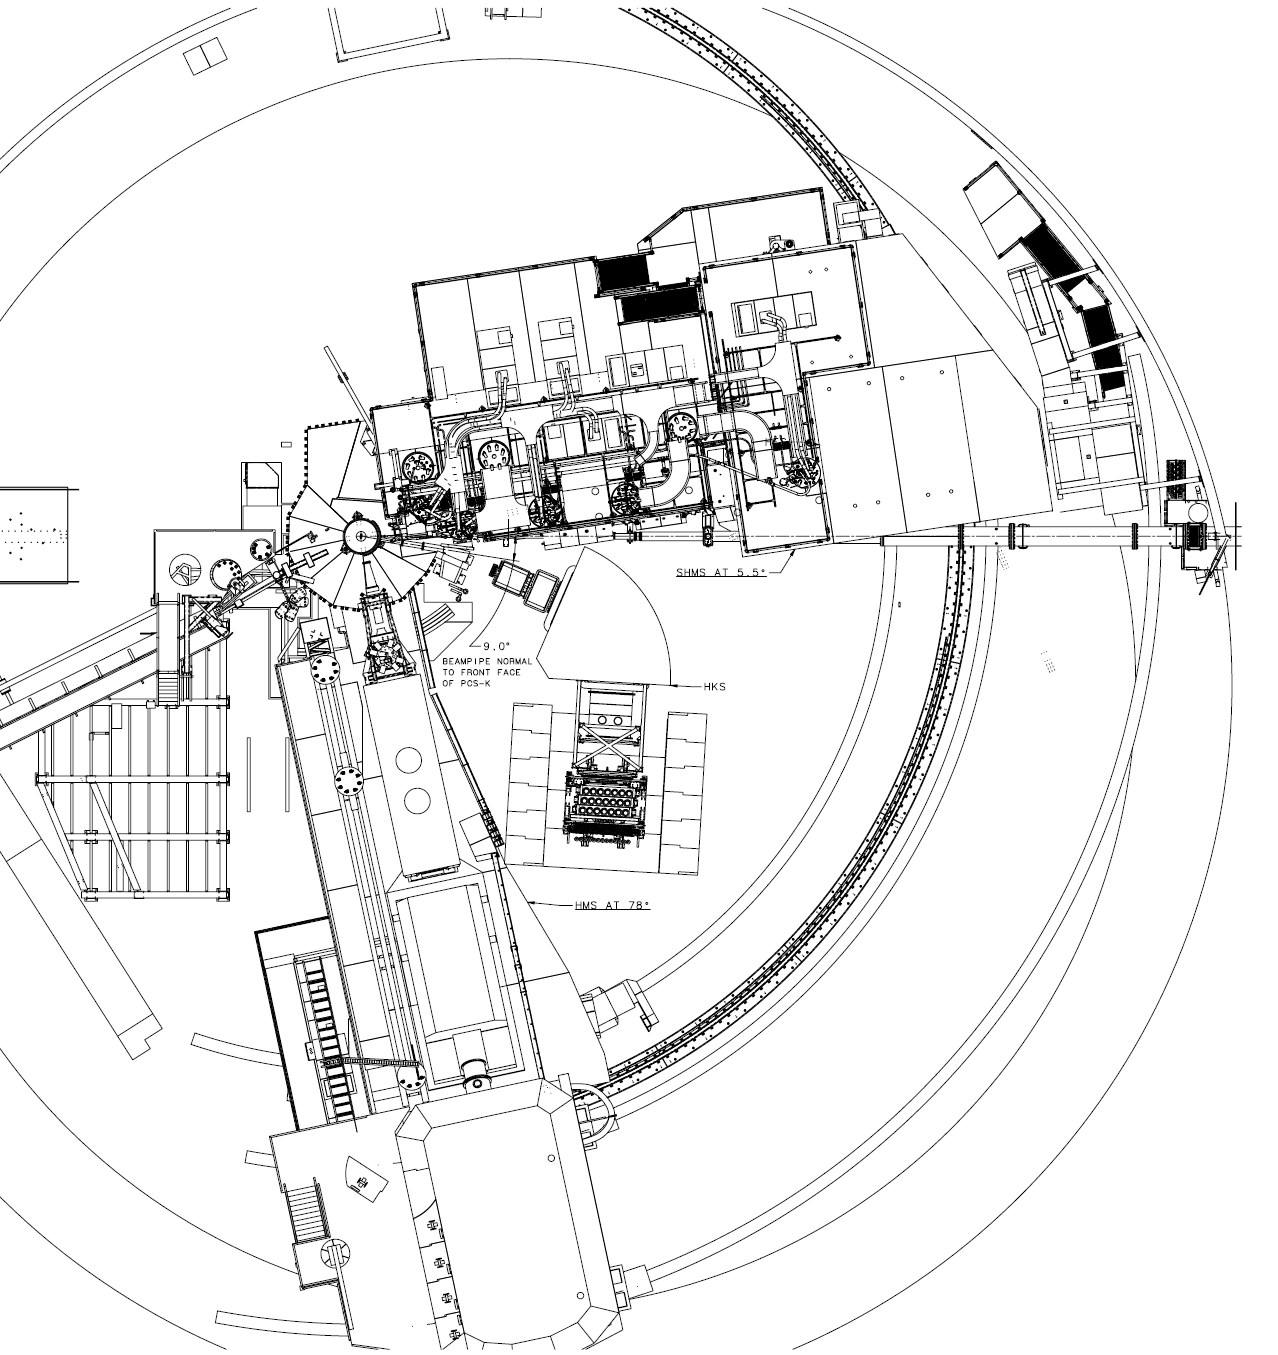 SHMS AT 5.5°
9.0°
BEAMPIPE NORMAL
TO FRONT FACE
OF PCS-K
HKS
HMS AT 78°